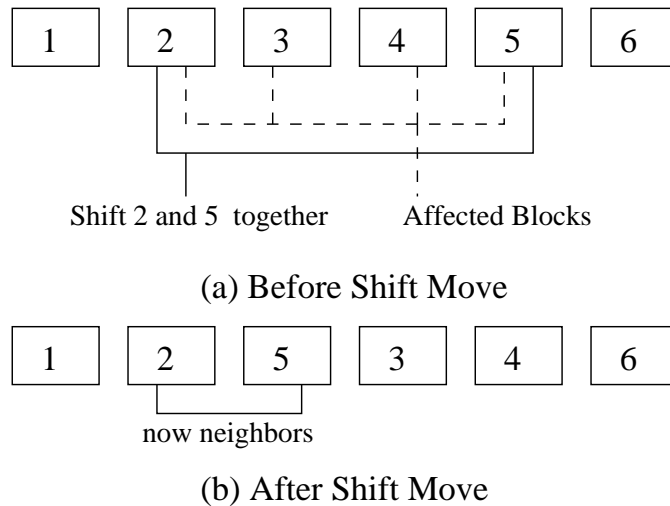 1 2 3 4 5 6
Shift 2 and 5 together Affected Blocks
(a) Before Shift Move
1 2 5 3 4 6
now neighbors
(b) After Shift Move